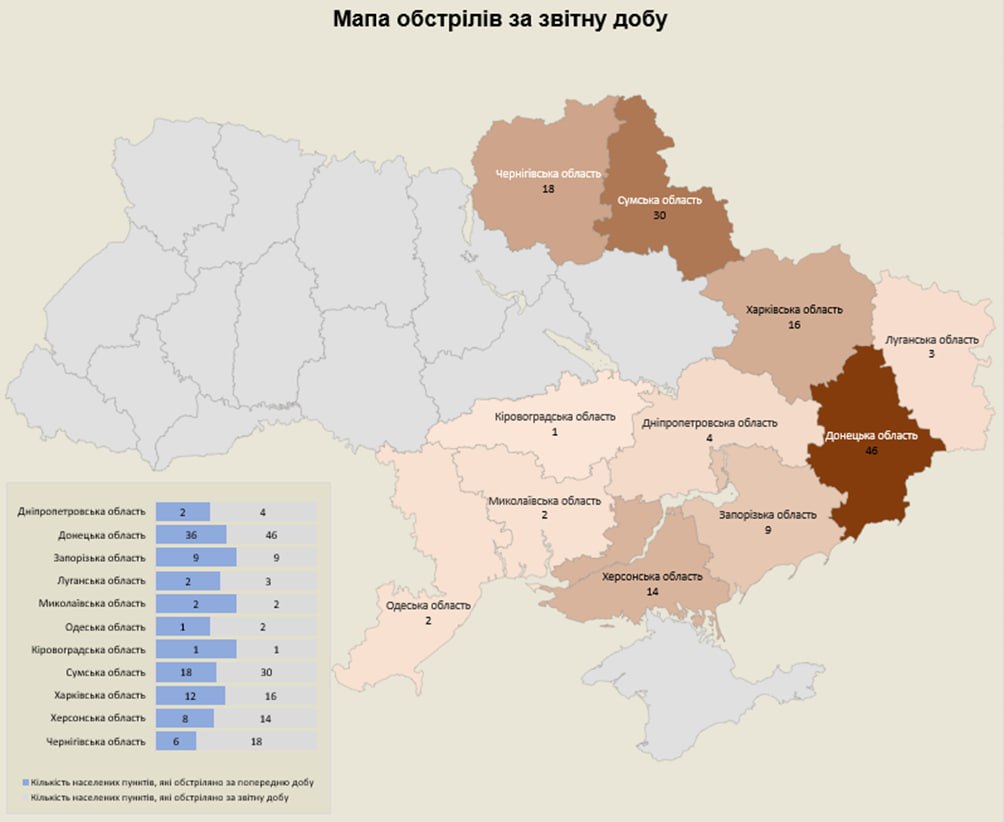 Мапа обстрілів за звітну добу
Чернігівська область
18
Сумська область
30
Харківська область
16
Луганська область
3
Кіровоградська область
1
Дніпропетровська область
4
Донецька область
46
Миколаївська область
2
Запорізька область
9
Херсонська область
14
Одеська область
2
Дніпропетровська область 2 4
Донецька область 36 46
Запорізька область 9 9
Луганська область 2 3
Миколаївська область 2 2
Одеська область 1 2
Кіровоградська область 1 1
Сумська область 18 30
Харківська область 12 16
Херсонська область 8 14
Чернігівська область 6 18
Кількість населених пунктів, які обстріляно за попередню добу
Кількість населених пунктів, які обстріляно за звітну добу